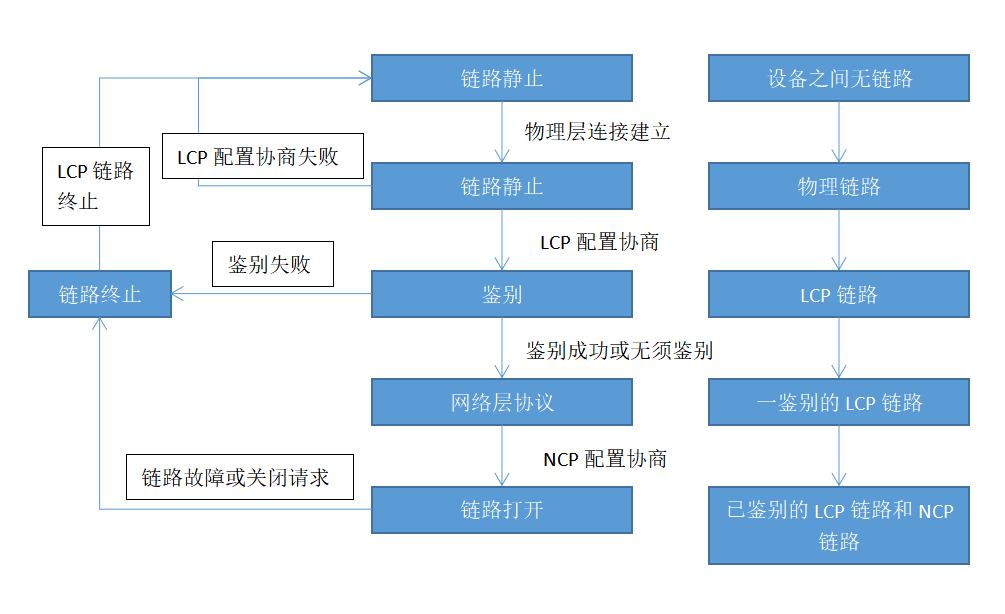 链路静止
设备之间无链路
物理层连接建立
LCP 配置协商失败
LCP 链路
终止
链路静止
物理链路
LCP 配置协商
鉴别失败
链路终止
鉴别
LCP 链路
鉴别成功或无须鉴别
网络层协议
一鉴别的 LCP 链路
NCP 配置协商
链路故障或关闭请求
链路打开
已鉴别的 LCP 链路和 NCP
链路